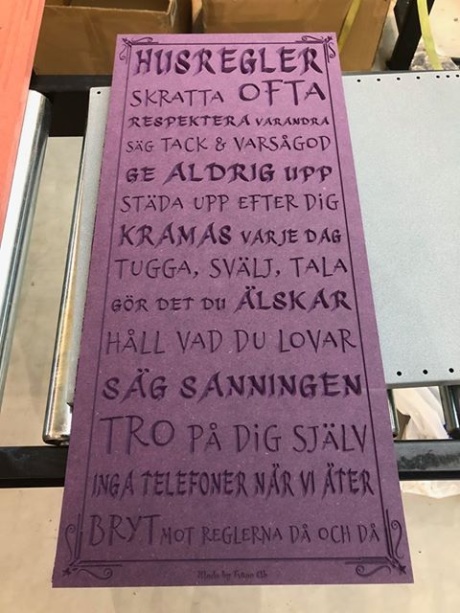 HUSREGLER
SKRATTA OFTA
RESPEKTERA VARANDRA
SÄG TACK & VARSÅGOD
GE ALDRIG UPP
STÄDA UPP EFTER DIG
KRAMAS VARJE DAG
TUGGA, SVÄLJ, TALA
GÖR DET DU ÄLSKAR
HÅLL VAD DU LOVAR
SÄG SANNINGEN
TRO PÅ DIG SJÄLV
INGA TELEFONER NÄR VI ÄTER
BRYT MOT REGLERNA DÅ OCH DÅ
Made by